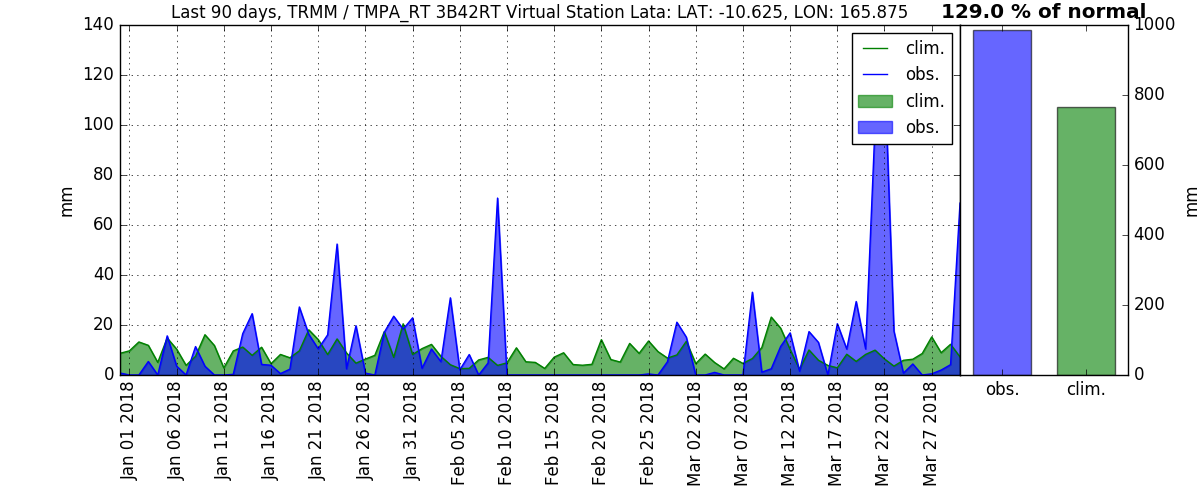 Last 90 days, TRMM / TMPA_RT 3B42RT Virtual Station Lata: LAT: -10.625, LON: 165.875
129.0 % of normal
140
120
100
80
60
40
20
0
mm
clim.
obs.
clim.
obs.
1000
800
600
400
200
0
mm
obs.
clim.
Jan 01 2018
Jan 06 2018
Jan 11 2018
Jan 16 2018
Jan 21 2018
Jan 26 2018
Jan 31 2018
Feb 05 2018
Feb 10 2018
Feb 15 2018
Feb 20 2018
Feb 25 2018
Mar 02 2018
Mar 07 2018
Mar 12 2018
Mar 17 2018
Mar 22 2018
Mar 27 2018